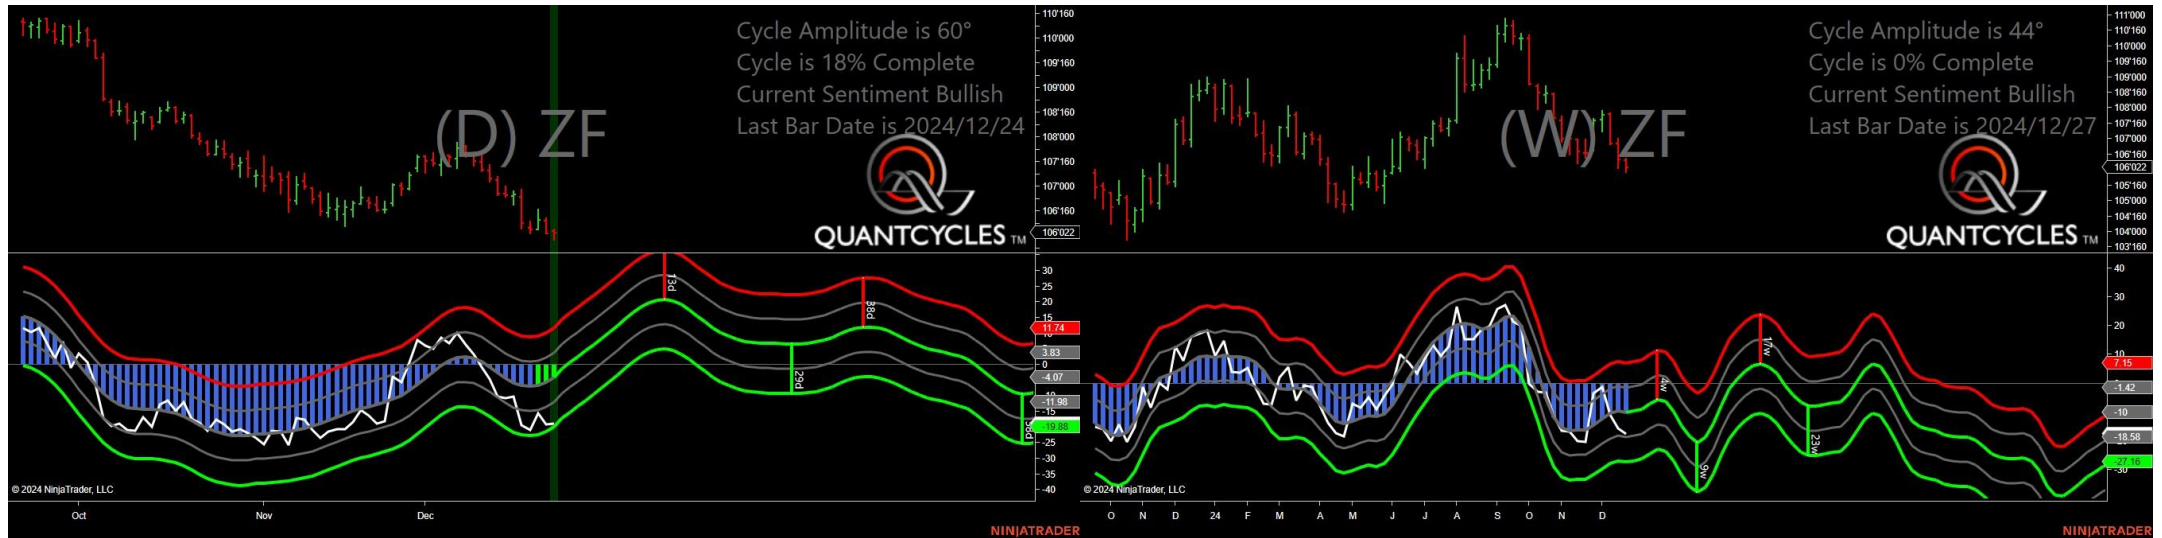 Cycle Amplitude is 60°
Cycle is 18% Complete
Current Sentiment Bullish
Last Bar Date is 2024/12/24
(D) ZF
QUANTCYCLES TM
110'160
110'000
109'160
109'000
108'160
108'000
107'160
107'000
106'160
106'022
30
25
20
15
11.74
3.83
0
-4.07
-11.98
-15
-19.88
-25
-30
-35
-40
13d
29d
38d
© 2024 NinjaTrader, LLC
Oct Nov Dec
NINJATRADER
Cycle Amplitude is 44°
Cycle is 0% Complete
Current Sentiment Bullish
Last Bar Date is 2024/12/27
(W) ZF
QUANTCYCLES TM
111'000
110'160
110'000
109'160
109'000
108'160
108'000
107'160
107'000
106'160
106'022
105'160
105'000
104'160
104'000
103'160
40
30
20
10
7.15
-1.42
-10
-18.58
-27.16
-30
4w
9w
17w
23w
© 2024 NinjaTrader, LLC
O N D 24 F M A M J J A S O N D
NINJATRADER